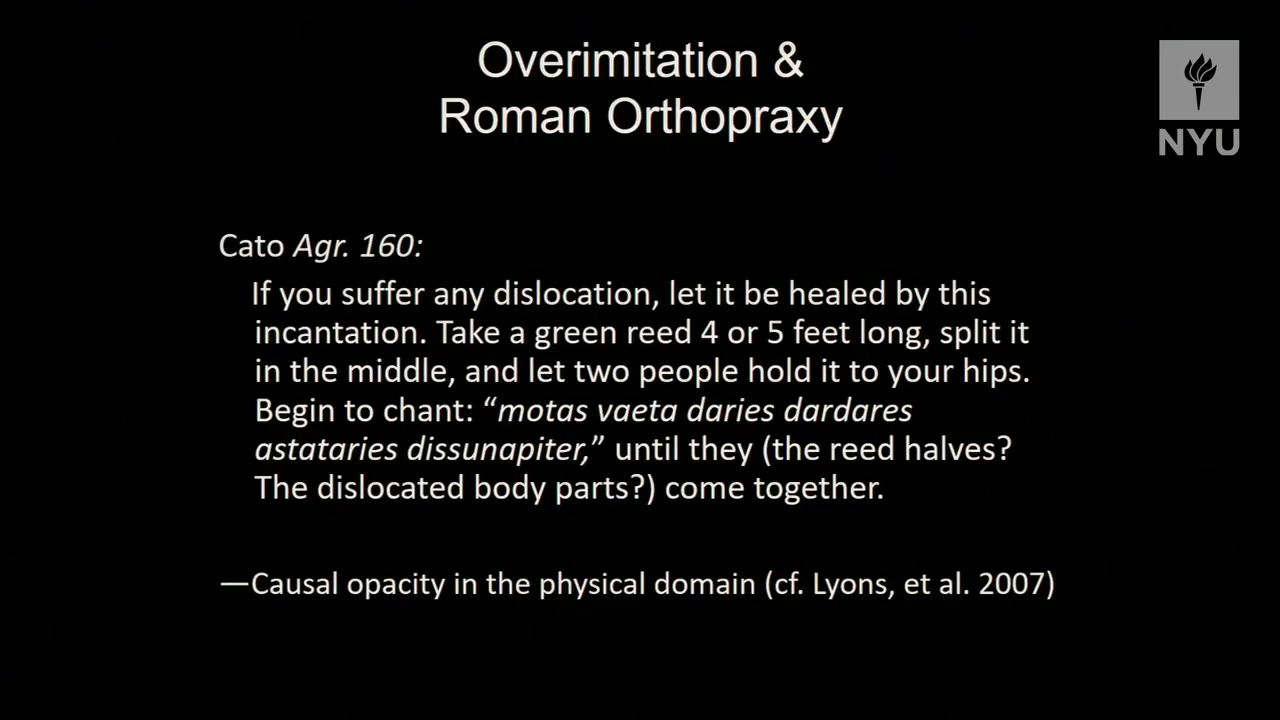 Overimitation &
Roman Orthopraxy
NYU
Cato Agr. 160:
If you suffer any dislocation, let it be healed by this
incantation. Take a green reed 4 or 5 feet long, split it
in the middle, and let two people hold it to your hips.
Begin to chant: “motas vaeta daries dardares
astataries dissunapiter,” until they (the reed halves?
The dislocated body parts?) come together.
—Causal opacity in the physical domain (cf. Lyons, et al. 2007)